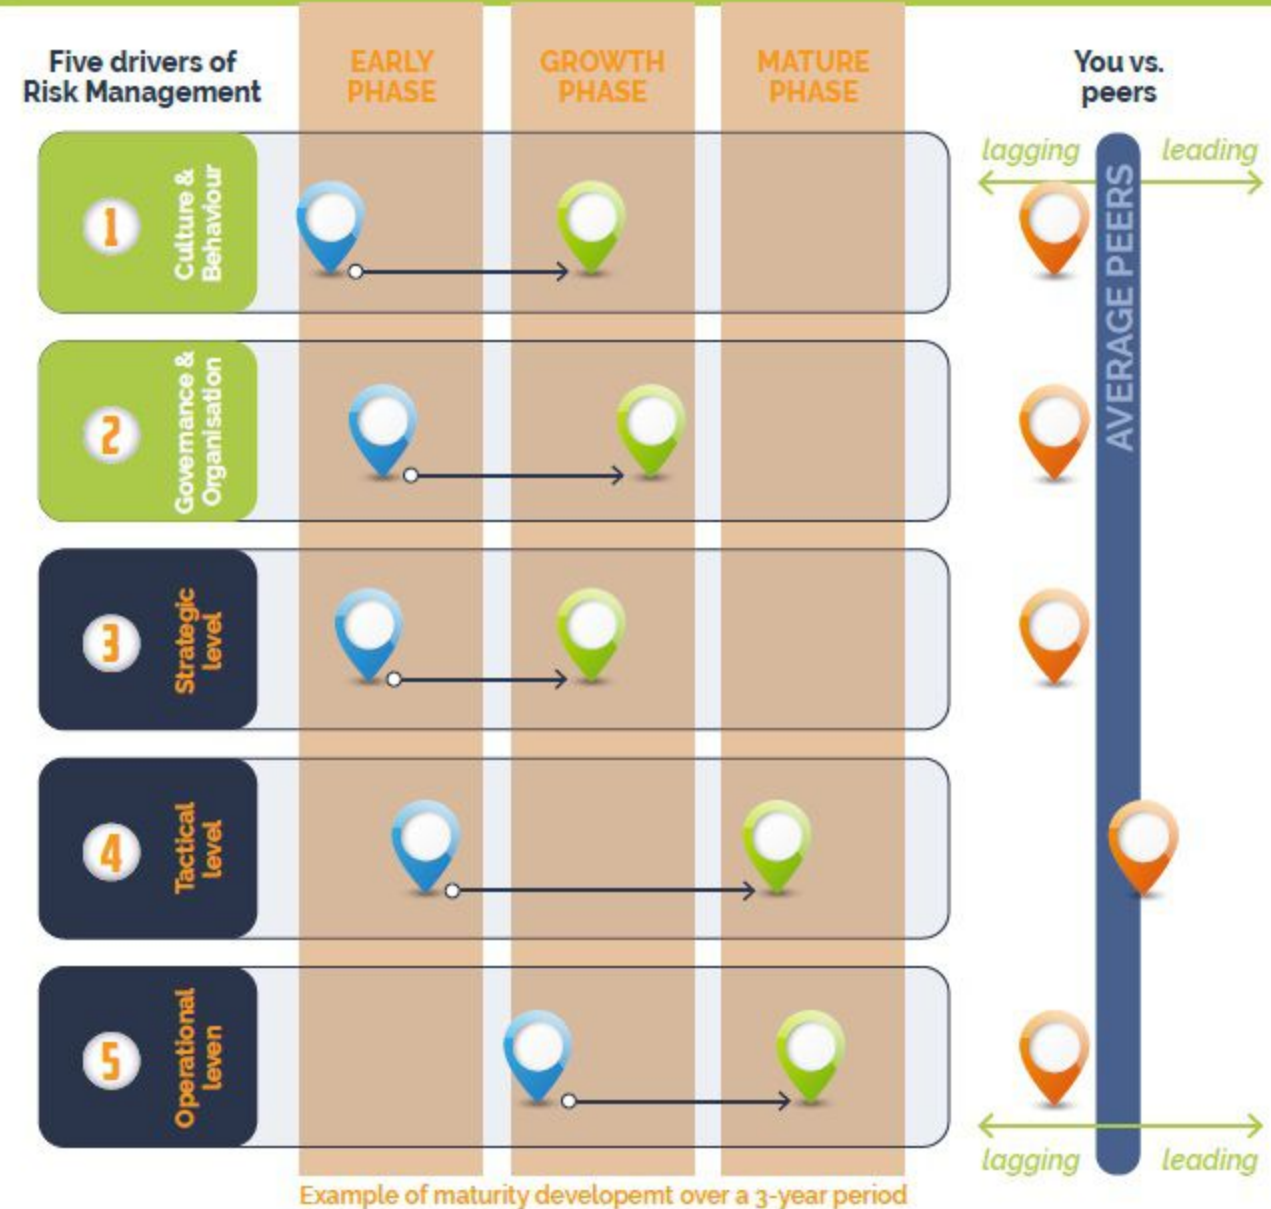 Five drivers of
Risk Management
EARLY
PHASE
GROWTH
PHASE
MATURE
PHASE
You vs.
peers
lagging
leading
AVERAGE PEERS
1
Culture &
Behaviour
2
Governance &
Organisation
3
Strategic
level
4
Tactical
level
5
Operational
leven
lagging
leading
Example of maturity developemt over a 3-year period